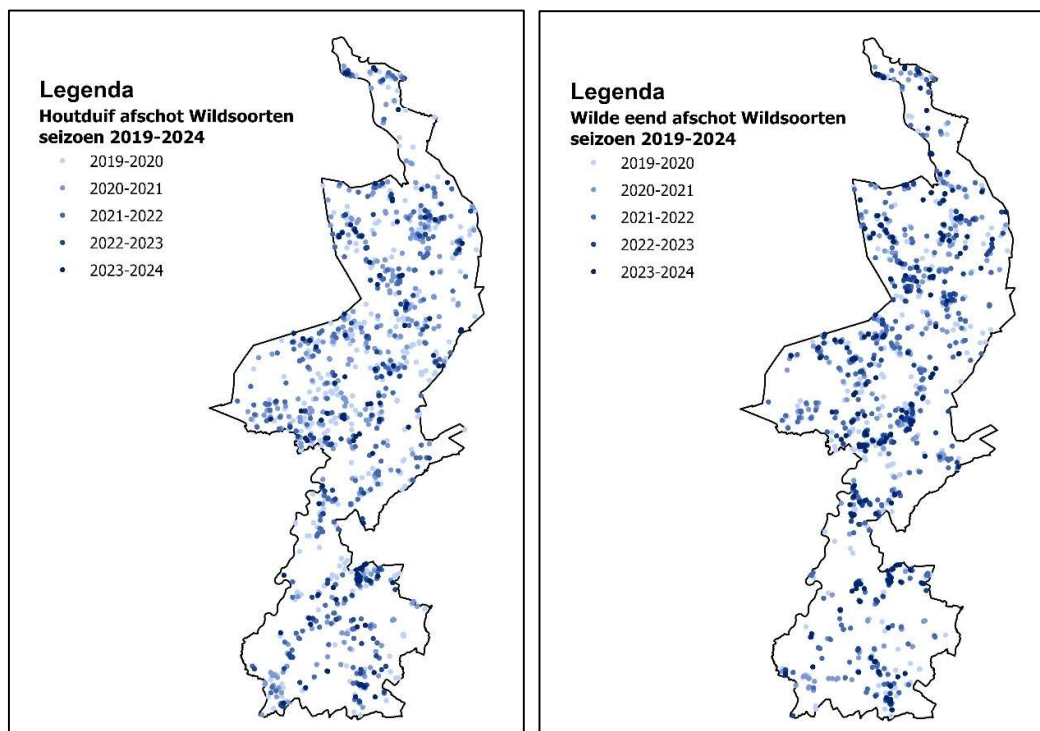 Legenda
Houtduif afschot Wildsoorten
seizoen 2019-2024
2019-2020
2020-2021
2021-2022
2022-2023
2023-2024
Legenda
Wilde eend afschot Wildsoorten
seizoen 2019-2024
2019-2020
2020-2021
2021-2022
2022-2023
2023-2024